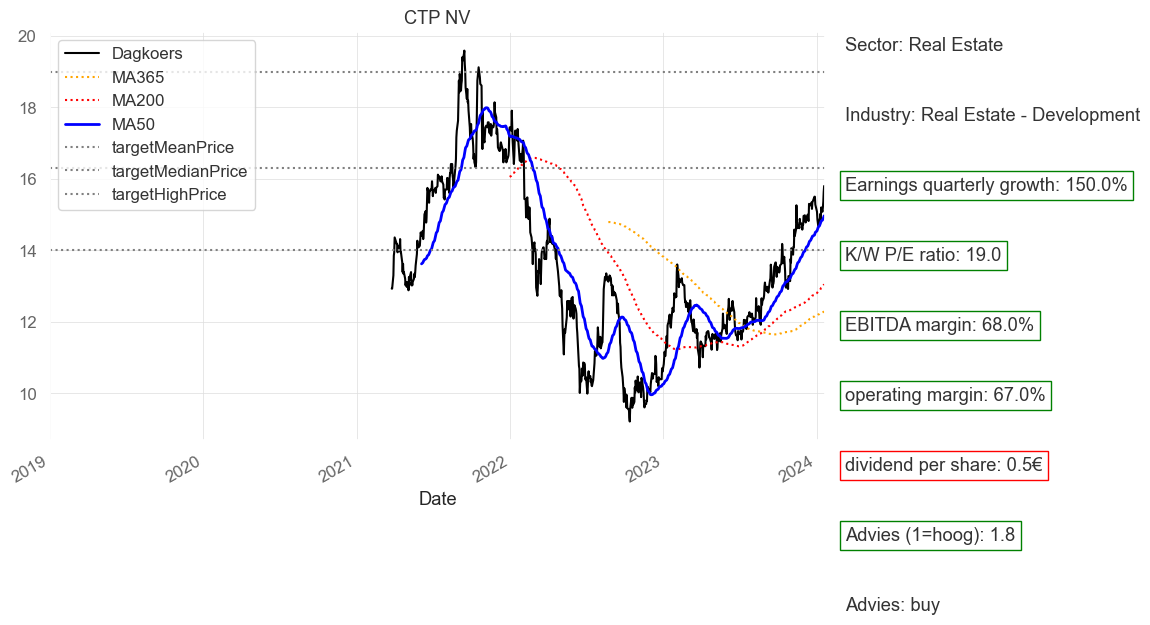 CTP NV
20
18
16
14
12
10
Dagkoers
MA365
MA200
MA50
targetMeanPrice
targetMedianPrice
targetHighPrice
2019
2020
2021
2022
2023
2024
Date
Sector: Real Estate
Industry: Real Estate - Development
Earnings quarterly growth: 150.0%
K/W P/E ratio: 19.0
EBITDA margin: 68.0%
operating margin: 67.0%
dividend per share: 0.5€
Advies (1=hoog): 1.8
Advies: buy